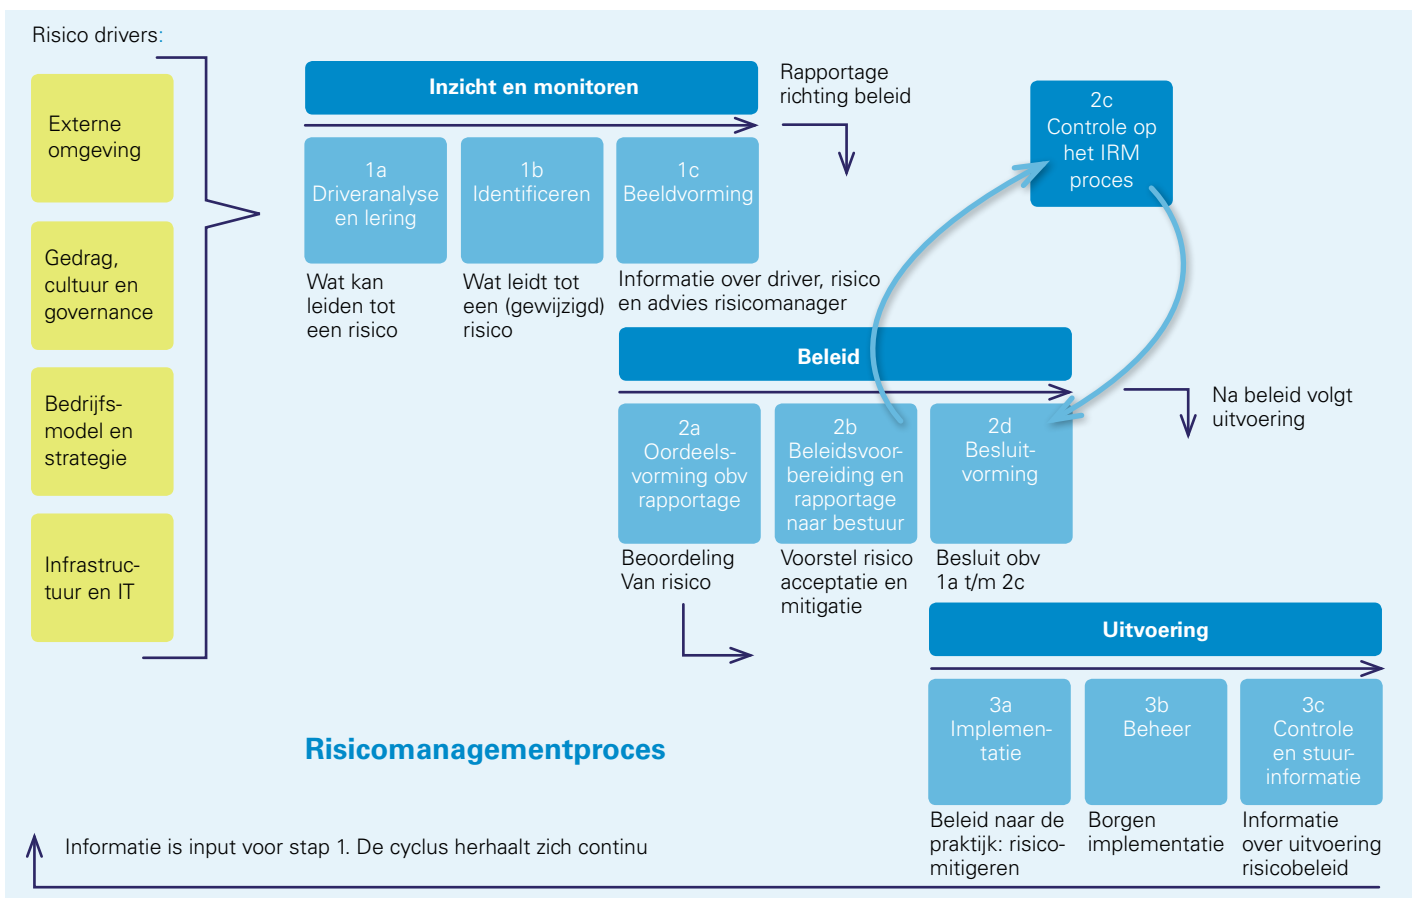 Risico drivers:
Externe
omgeving
Gedrag,
cultuur en
governance
Bedrijfs-
model en
strategie
Infrastruc-
tuur en IT
Inzicht en monitoren
1a
Driveranalyse
en lering
1b
Identificeren
1c
Beeldvorming
Wat kan
leiden tot
een risico
Wat leidt tot
een (gewijzigd)
risico
Informatie over driver, risico
en advies risicomanager
Rapportage
richting beleid
2c
Controle op
het IRM
proces
Beleid
2a
Oordeels-
vorming obv
rapportage
2b
Beleidsvoor-
bereiding en
rapportage
naar bestuur
2d
Besluit-
vorming
Beoordeling
Van risico
Voorstel risico
acceptatie en
mitigatie
Besluit obv
1a t/m 2c
Na beleid volgt
uitvoering
Uitvoering
3a
Implemen-
tatie
3b
Beheer
3c
Controle
en stuur-
informatie
Beleid naar de
praktijk: risico-
mitigeren
Borgen
implementatie
Informatie
over uitvoering
risicobeleid
Risicomanagementproces
Informatie is input voor stap 1. De cyclus herhaalt zich continu